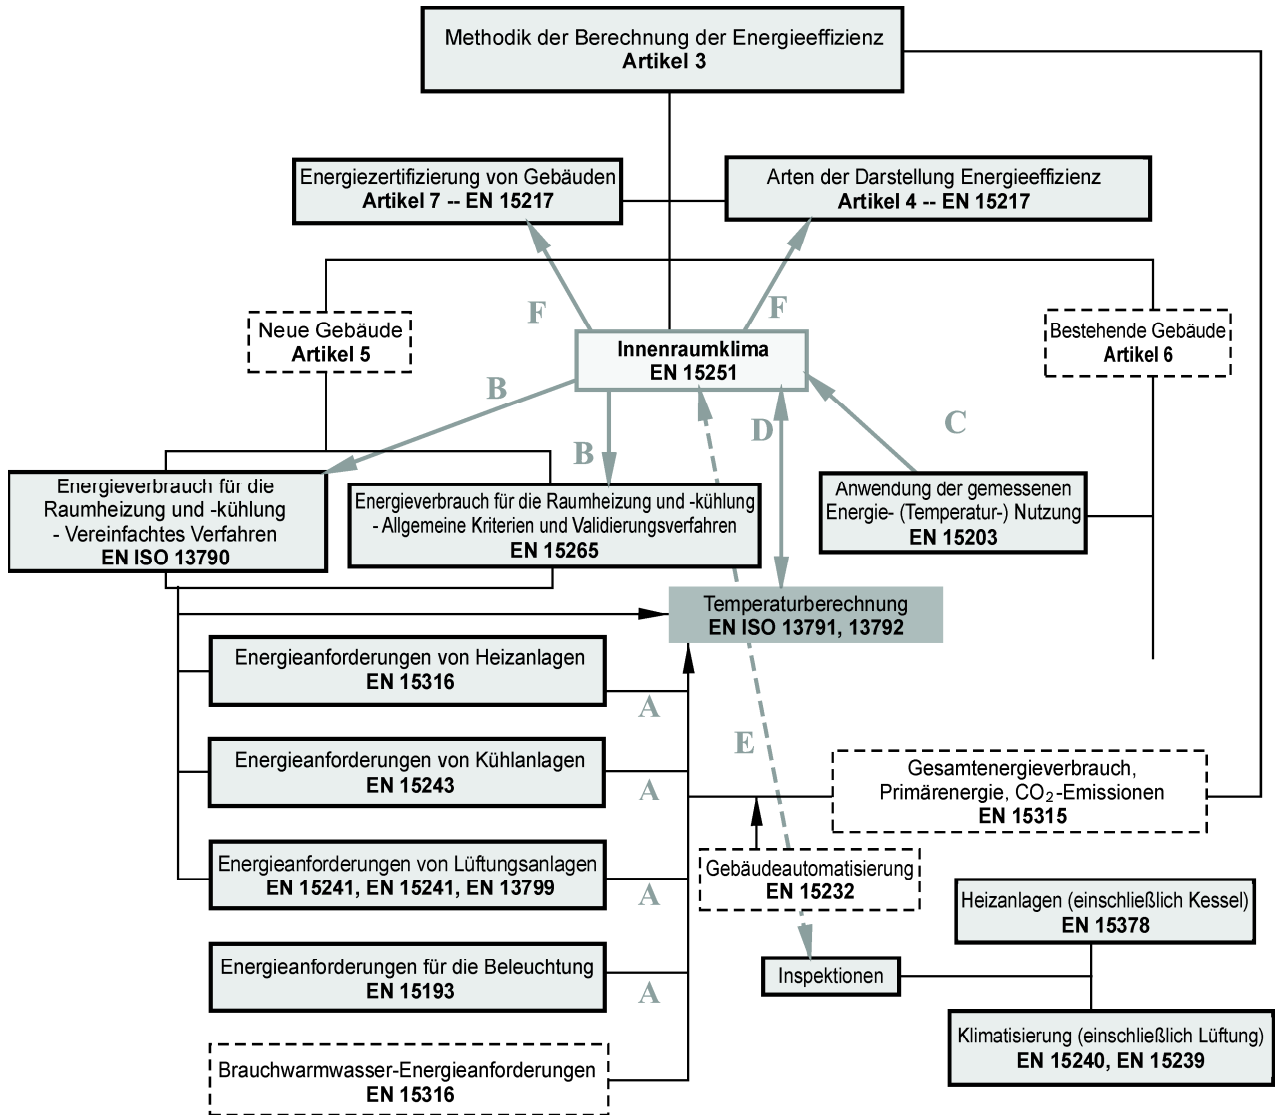 Methodik der Berechnung der Energieeffizienz
Artikel 3
Energiezertifizierung von Gebäuden
Artikel 7 -- EN 15217
Arten der Darstellung Energieeffizienz
Artikel 4 -- EN 15217
F
F
Neue Gebäude
Artikel 5
Innenraumklima
EN 15251
Bestehende Gebäude
Artikel 6
B
B
D
C
Energieverbrauch für die
Raumheizung und -kühlung
- Vereinfachtes Verfahren
EN ISO 13790
Energieverbrauch für die Raumheizung und -kühlung
- Allgemeine Kriterien und Validierungsverfahren
EN 15265
Anwendung der gemessenen
Energie- (Temperatur-) Nutzung
EN 15203
Temperaturberechnung
EN ISO 13791, 13792
Energieanforderungen von Heizanlagen
EN 15316
A
E
Energieanforderungen von Kühlanlagen
EN 15243
A
Gesamtenergieverbrauch,
Primärenergie, CO₂-Emissionen
EN 15315
Energieanforderungen von Lüftungsanlagen
EN 15241, EN 15241, EN 13799
A
Gebäudeautomatisierung
EN 15232
Heizanlagen (einschließlich Kessel)
EN 15378
Energieanforderungen für die Beleuchtung
EN 15193
A
Inspektionen
Klimatisierung (einschließlich Lüftung)
EN 15240, EN 15239
Brauchwarmwasser-Energieanforderungen
EN 15316